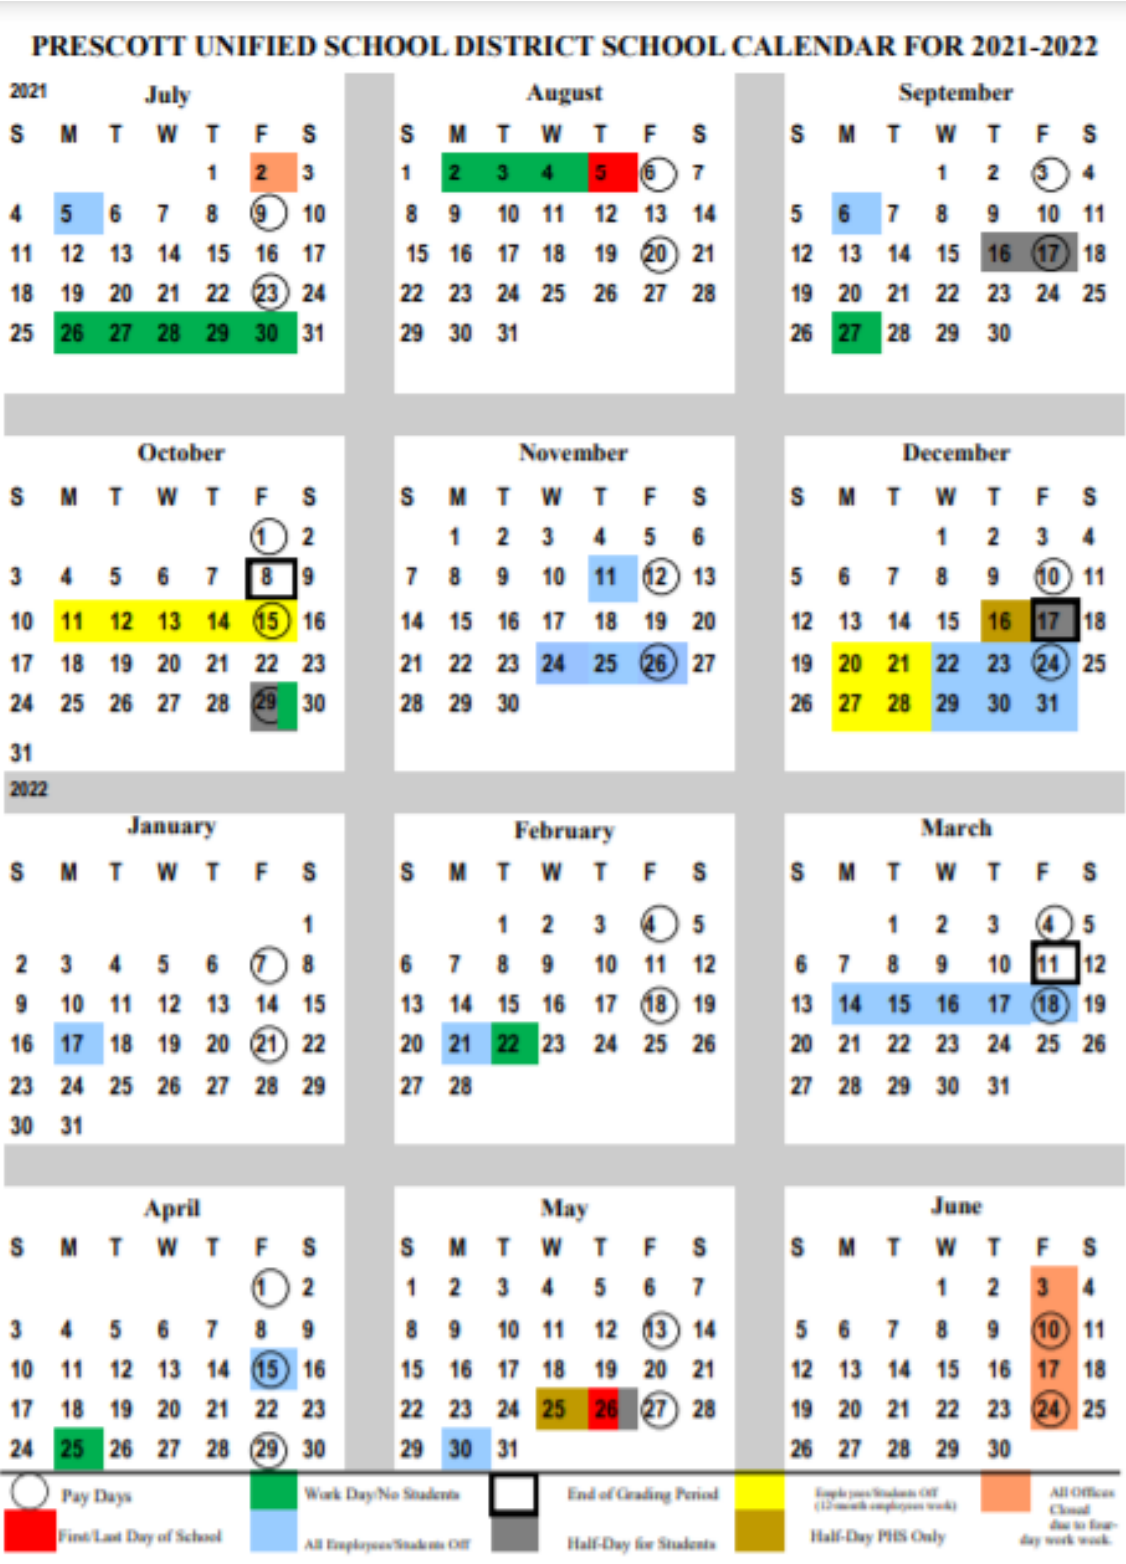 PRESCOTT UNIFIED SCHOOL DISTRICT SCHOOL CALENDAR FOR 2021-2022
2021 July
S M T W T F S
1 2 3
4 5 6 7 8 9 10
11 12 13 14 15 16 17
18 19 20 21 22 23 24
25 26 27 28 29 30 31
August
S M T W T F S
1 2 3 4 5 6 7
8 9 10 11 12 13 14
15 16 17 18 19 20 21
22 23 24 25 26 27 28
29 30 31
September
S M T W T F S
1 2 3 4
5 6 7 8 9 10 11
12 13 14 15 16 17 18
19 20 21 22 23 24 25
26 27 28 29 30
October
S M T W T F S
1 2
3 4 5 6 7 8 9
10 11 12 13 14 15 16
17 18 19 20 21 22 23
24 25 26 27 28 29 30
31
November
S M T W T F S
1 2 3 4 5 6
7 8 9 10 11 12 13
14 15 16 17 18 19 20
21 22 23 24 25 26 27
28 29 30
December
S M T W T F S
1 2 3 4
5 6 7 8 9 10 11
12 13 14 15 16 17 18
19 20 21 22 23 24 25
26 27 28 29 30 31
2022
January
S M T W T F S
1
2 3 4 5 6 7 8
9 10 11 12 13 14 15
16 17 18 19 20 21 22
23 24 25 26 27 28 29
30 31
February
S M T W T F S
1 2 3 4 5
6 7 8 9 10 11 12
13 14 15 16 17 18 19
20 21 22 23 24 25 26
27 28
March
S M T W T F S
1 2 3 4 5
6 7 8 9 10 11 12
13 14 15 16 17 18 19
20 21 22 23 24 25 26
27 28 29 30 31
April
S M T W T F S
1 2
3 4 5 6 7 8 9
10 11 12 13 14 15 16
17 18 19 20 21 22 23
24 25 26 27 28 29 30
May
S M T W T F S
1 2 3 4 5 6 7
8 9 10 11 12 13 14
15 16 17 18 19 20 21
22 23 24 25 26 27 28
29 30 31
June
S M T W T F S
1 2 3 4
5 6 7 8 9 10 11
12 13 14 15 16 17 18
19 20 21 22 23 24 25
26 27 28 29 30
Pay Days
First/Last Day of School
Work Day/No Students
All Employees/Students Off
End of Grading Period
Half-Day for Students
Employees/Students Off
(12-month employees work)
Half-Day PHS Only
All Offices
Closed
due to four-
day work week.